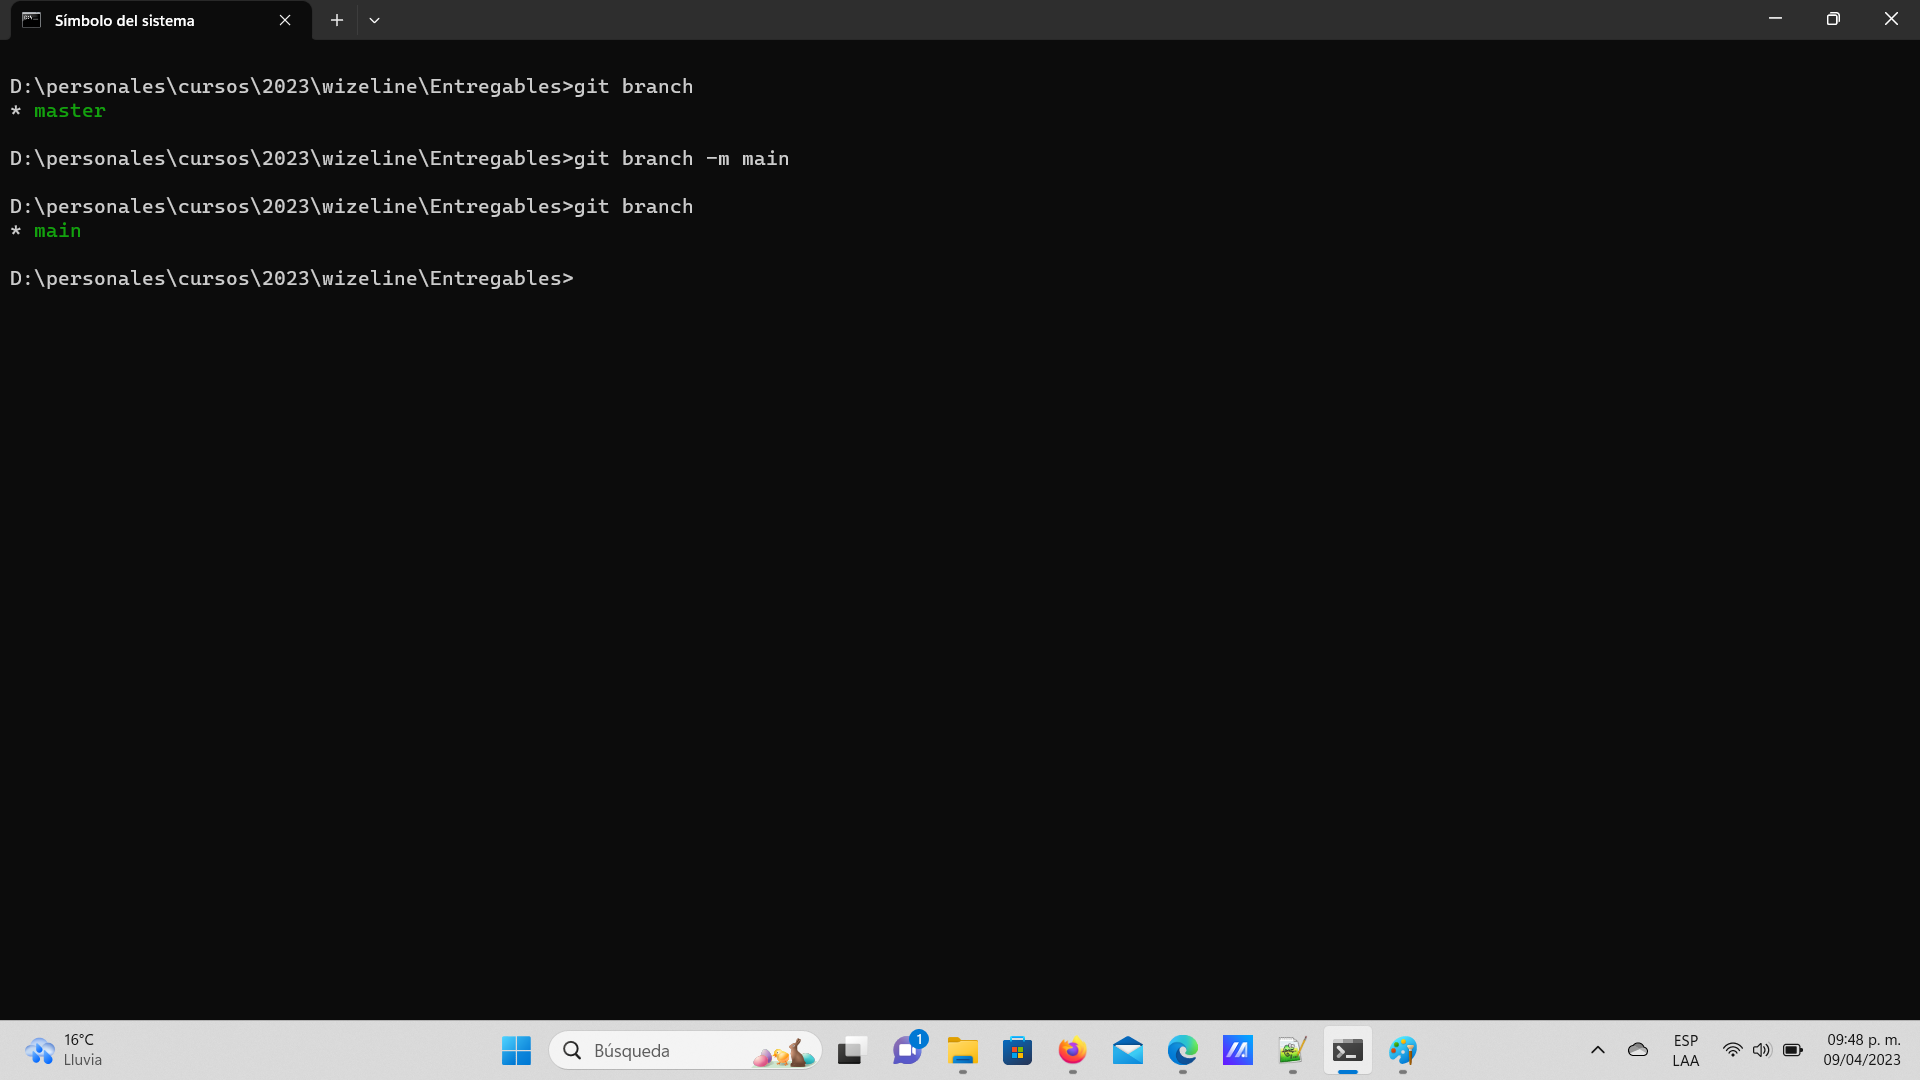 Símbolo del sistema
D:\personales\cursos\2023\wizeline\Entregables>git branch
* master
D:\personales\cursos\2023\wizeline\Entregables>git branch -m main
D:\personales\cursos\2023\wizeline\Entregables>git branch
* main
D:\personales\cursos\2023\wizeline\Entregables>
16°C
Lluvia
Búsqueda
1
ESP
LAA
09:48 p. m.
09/04/2023